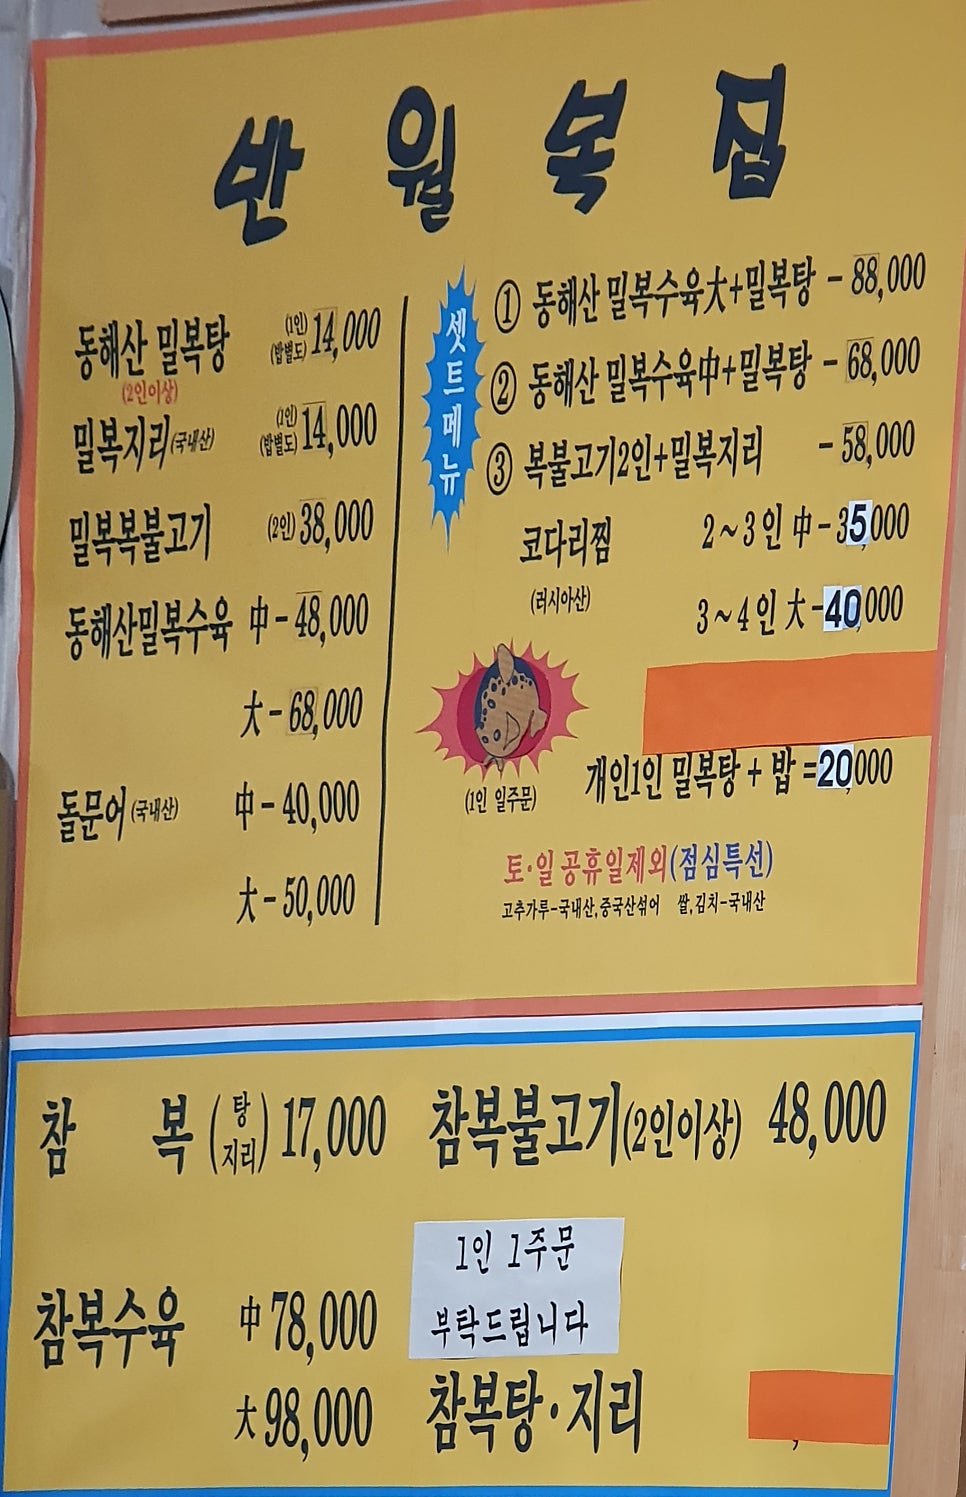 반월복집
동해산 밀복탕 (1인) (밥별도) 14,000
(2인이상)
밀복지리(국내산) (1인) (밥별도) 14,000
밀복복불고기 (2인) 38,000
동해산밀복수육 中 - 48,000
大 - 68,000
돌문어 (국내산) 中 - 40,000
大 - 50,000
셋트메뉴
① 동해산 밀복수육大+밀복탕 - 88,000
② 동해산 밀복수육中+밀복탕 - 68,000
③ 복불고기2인+밀복지리 - 58,000
코다리찜 2~3인 中 - 35,000
(러시아산) 3~4인 大 - 40,000
개인1인 밀복탕 + 밥 = 20,000
(1인 일주문)
토·일 공휴일제외(점심특선)
고추가루-국내산,중국산섞어 쌀,김치-국내산
참 복 (탕 지리) 17,000 참복불고기(2인이상) 48,000
1인 1주문
부탁드립니다
참복수육 中 78,000
大 98,000 참복탕·지리